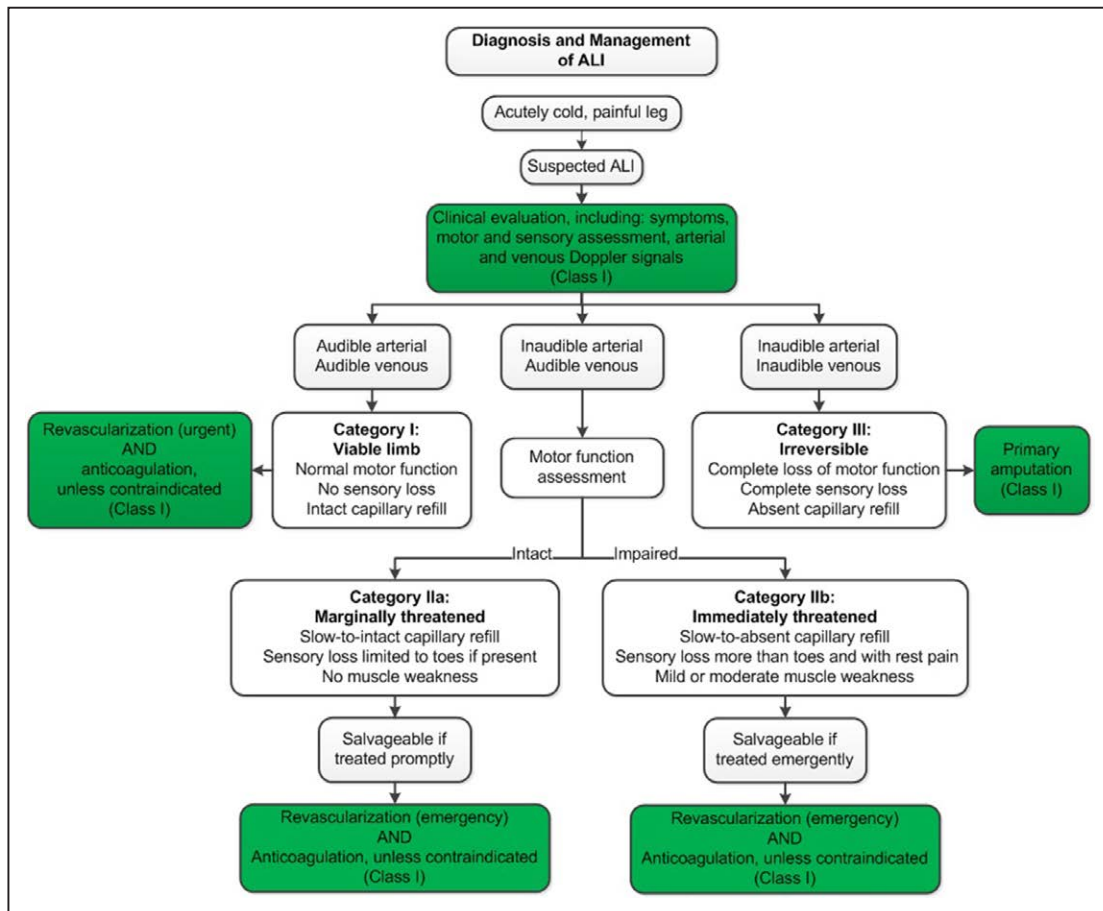 Diagnosis and Management
of ALI
Acutely cold, painful leg
Suspected ALI
Clinical evaluation, including: symptoms,
motor and sensory assessment, arterial
and venous Doppler signals
(Class I)
Audible arterial
Audible venous
Inaudible arterial
Audible venous
Inaudible arterial
Inaudible venous
Revascularization (urgent)
AND
anticoagulation,
unless contraindicated
(Class I)
Category I:
Viable limb
Normal motor function
No sensory loss
Intact capillary refill
Motor function
assessment
Category III:
Irreversible
Complete loss of motor function
Complete sensory loss
Absent capillary refill
Primary
amputation
(Class I)
Intact
Impaired
Category IIa:
Marginally threatened
Slow-to-intact capillary refill
Sensory loss limited to toes if present
No muscle weakness
Category IIb:
Immediately threatened
Slow-to-absent capillary refill
Sensory loss more than toes and with rest pain
Mild or moderate muscle weakness
Salvageable if
treated promptly
Salvageable if
treated emergently
Revascularization (emergency)
AND
Anticoagulation, unless contraindicated
(Class I)
Revascularization (emergency)
AND
Anticoagulation, unless contraindicated
(Class I)